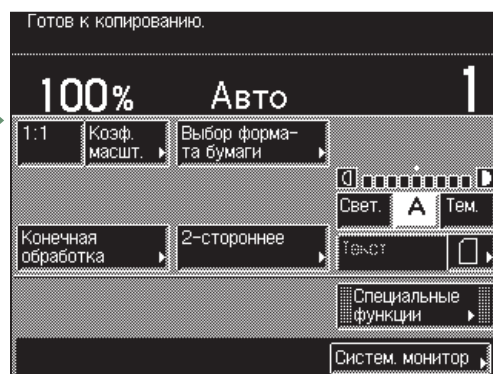 Готов к копированию.
100% Авто 1
1:1 Коэф. масшт. Выбор форма-
та бумаги
Свет. А Тем.
Конечная
обработка
2-стороннее
Текст
Специальные
функции
Систем. монитор